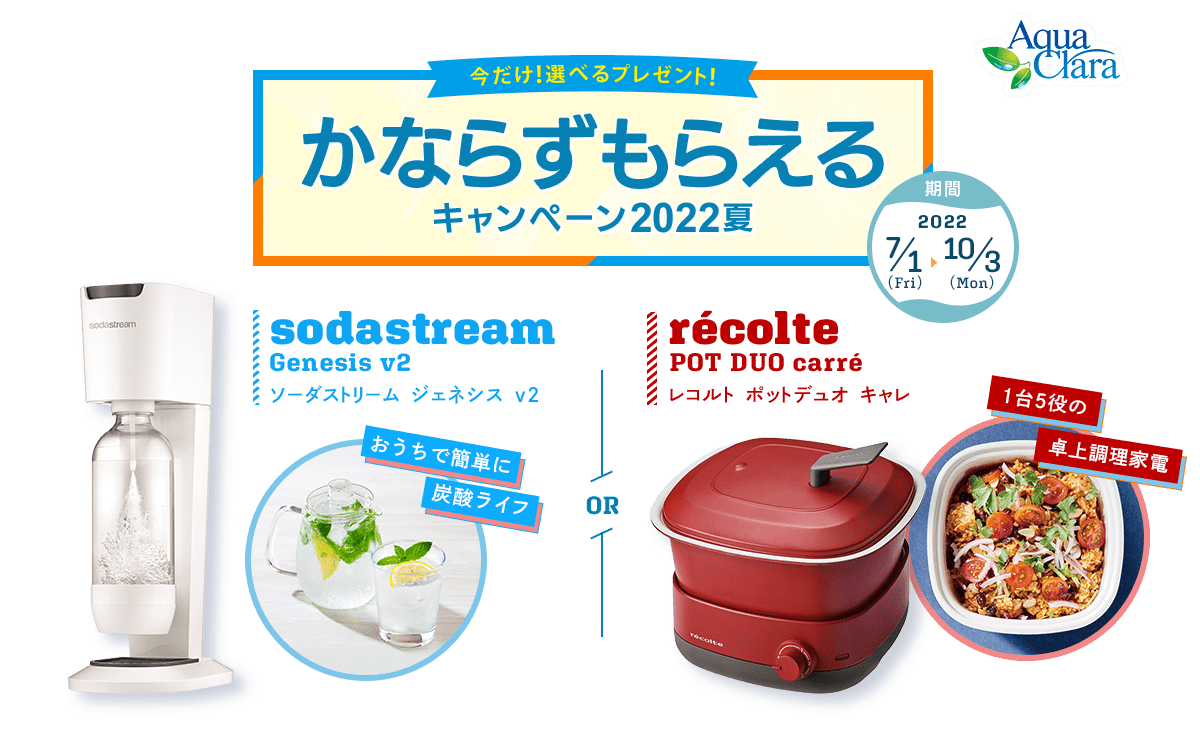 Aqua
Clara
今だけ!選べるプレゼント!
かならずもらえる
キャンペーン2022夏
期間
2022
7/1 10/3
(Fri) (Mon)
sodastream
Genesis v2
ソーダストリーム ジェネシス v2
sodastream
おうちで簡単に
炭酸ライフ
OR
récolte
POT DUO carré
レコルト ポットデュオ キャレ
1台5役の
卓上調理家電
récolte